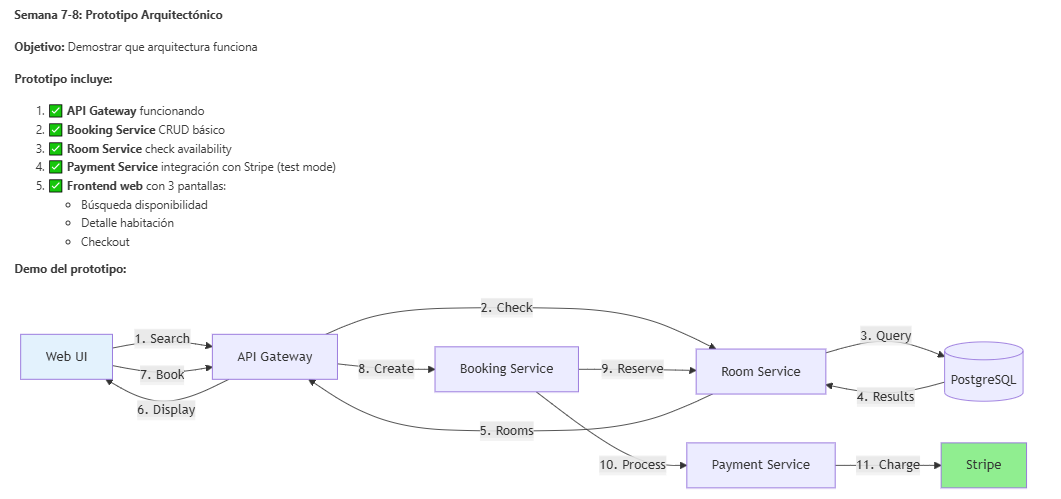 Semana 7-8: Prototipo Arquitectónico
Objetivo: Demostrar que arquitectura funciona
Prototipo incluye:
1. ✅ API Gateway funcionando
2. ✅ Booking Service CRUD básico
3. ✅ Room Service check availability
4. ✅ Payment Service integración con Stripe (test mode)
5. ✅ Frontend web con 3 pantallas:
Búsqueda disponibilidad
Detalle habitación
Checkout
Demo del prototipo:
Web UI
1. Search
7. Book
6. Display
API Gateway
2. Check
8. Create
5. Rooms
Booking Service
9. Reserve
10. Process
Room Service
3. Query
4. Results
PostgreSQL
Payment Service
11. Charge
Stripe